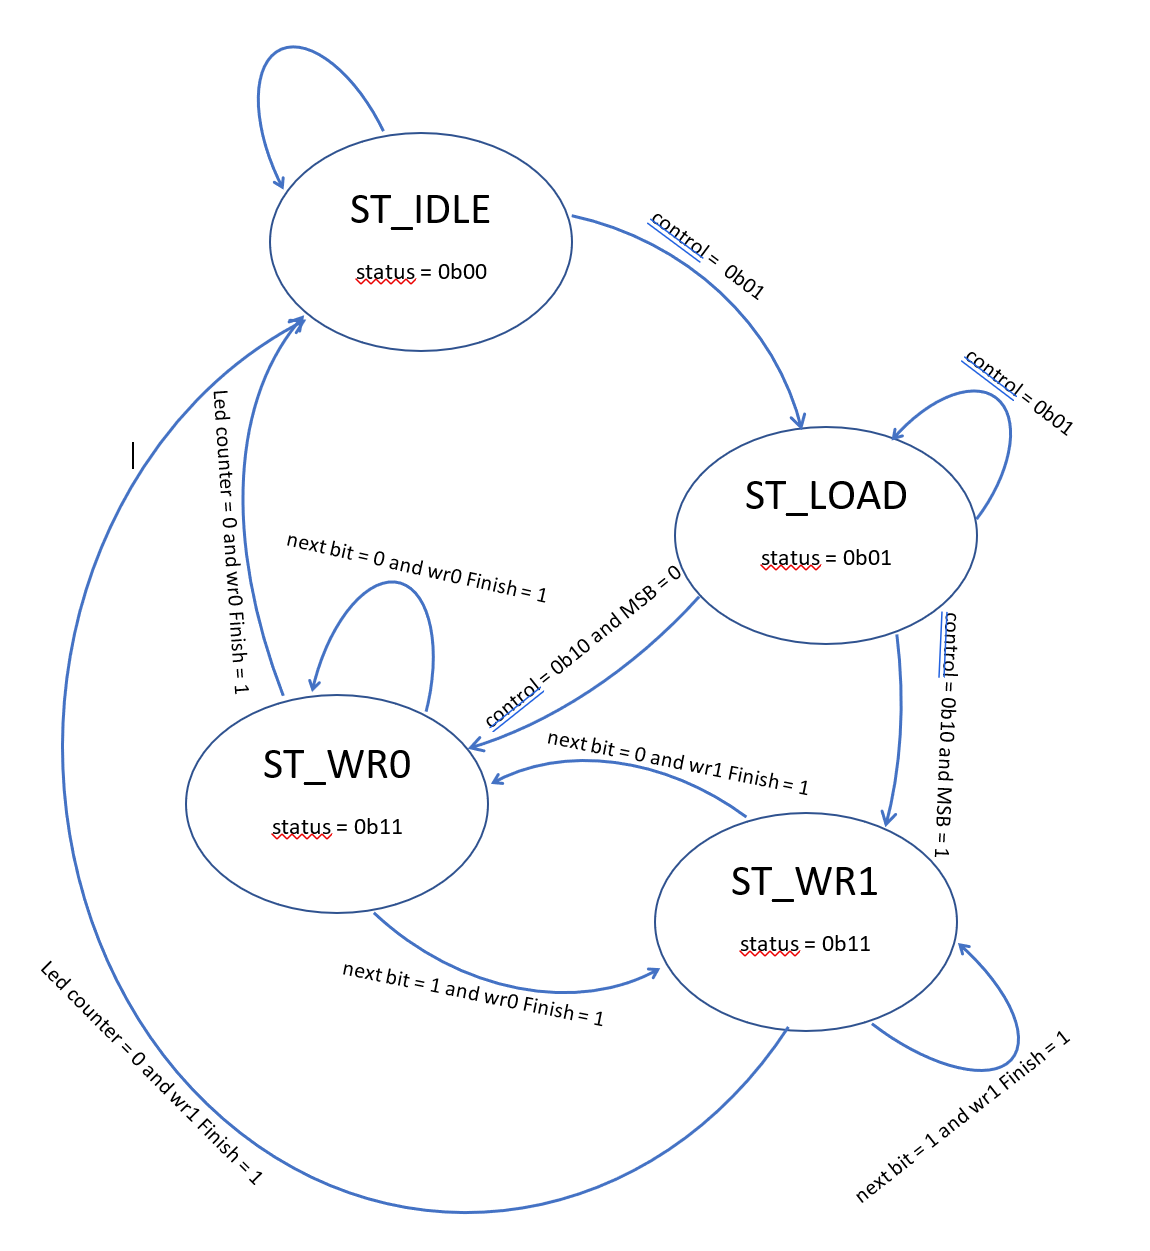 ST_IDLE
status = 0b00
control = 0b01
control = 0b01
ST_LOAD
status = 0b01
Led counter = 0 and wr0 Finish = 1
next bit = 0 and wr0 Finish = 1
control = 0b10 and MSB = 0
control = 0b10 and MSB = 1
ST_WR0
status = 0b11
next bit = 0 and wr1 Finish = 1
ST_WR1
status = 0b11
next bit = 1 and wr0 Finish = 1
Led counter = 0 and wr1 Finish = 1
next bit = 1 and wr1 Finish = 1